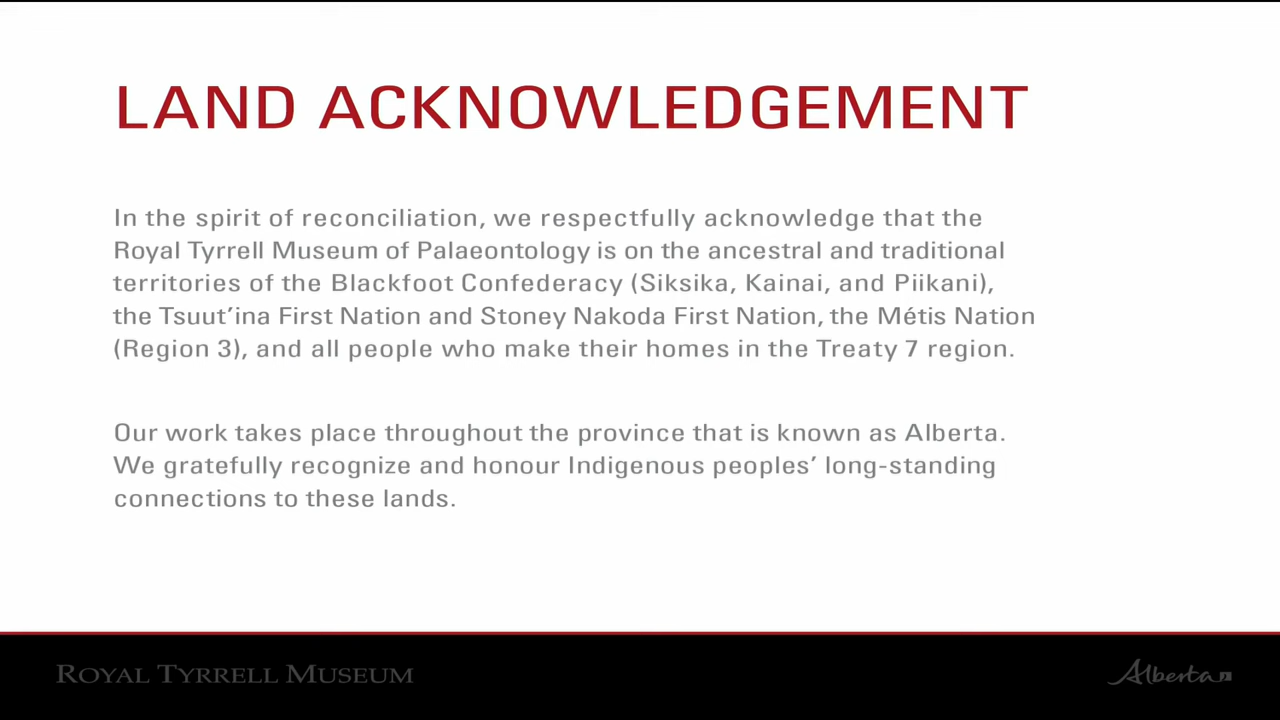 LAND ACKNOWLEDGEMENT
In the spirit of reconciliation, we respectfully acknowledge that the
Royal Tyrrell Museum of Palaeontology is on the ancestral and traditional
territories of the Blackfoot Confederacy (Siksika, Kainai, and Piikani),
the Tsuut’ina First Nation and Stoney Nakoda First Nation, the Métis Nation
(Region 3), and all people who make their homes in the Treaty 7 region.
Our work takes place throughout the province that is known as Alberta.
We gratefully recognize and honour Indigenous peoples’ long-standing
connections to these lands.
ROYAL TYRRELL MUSEUM
Alberta